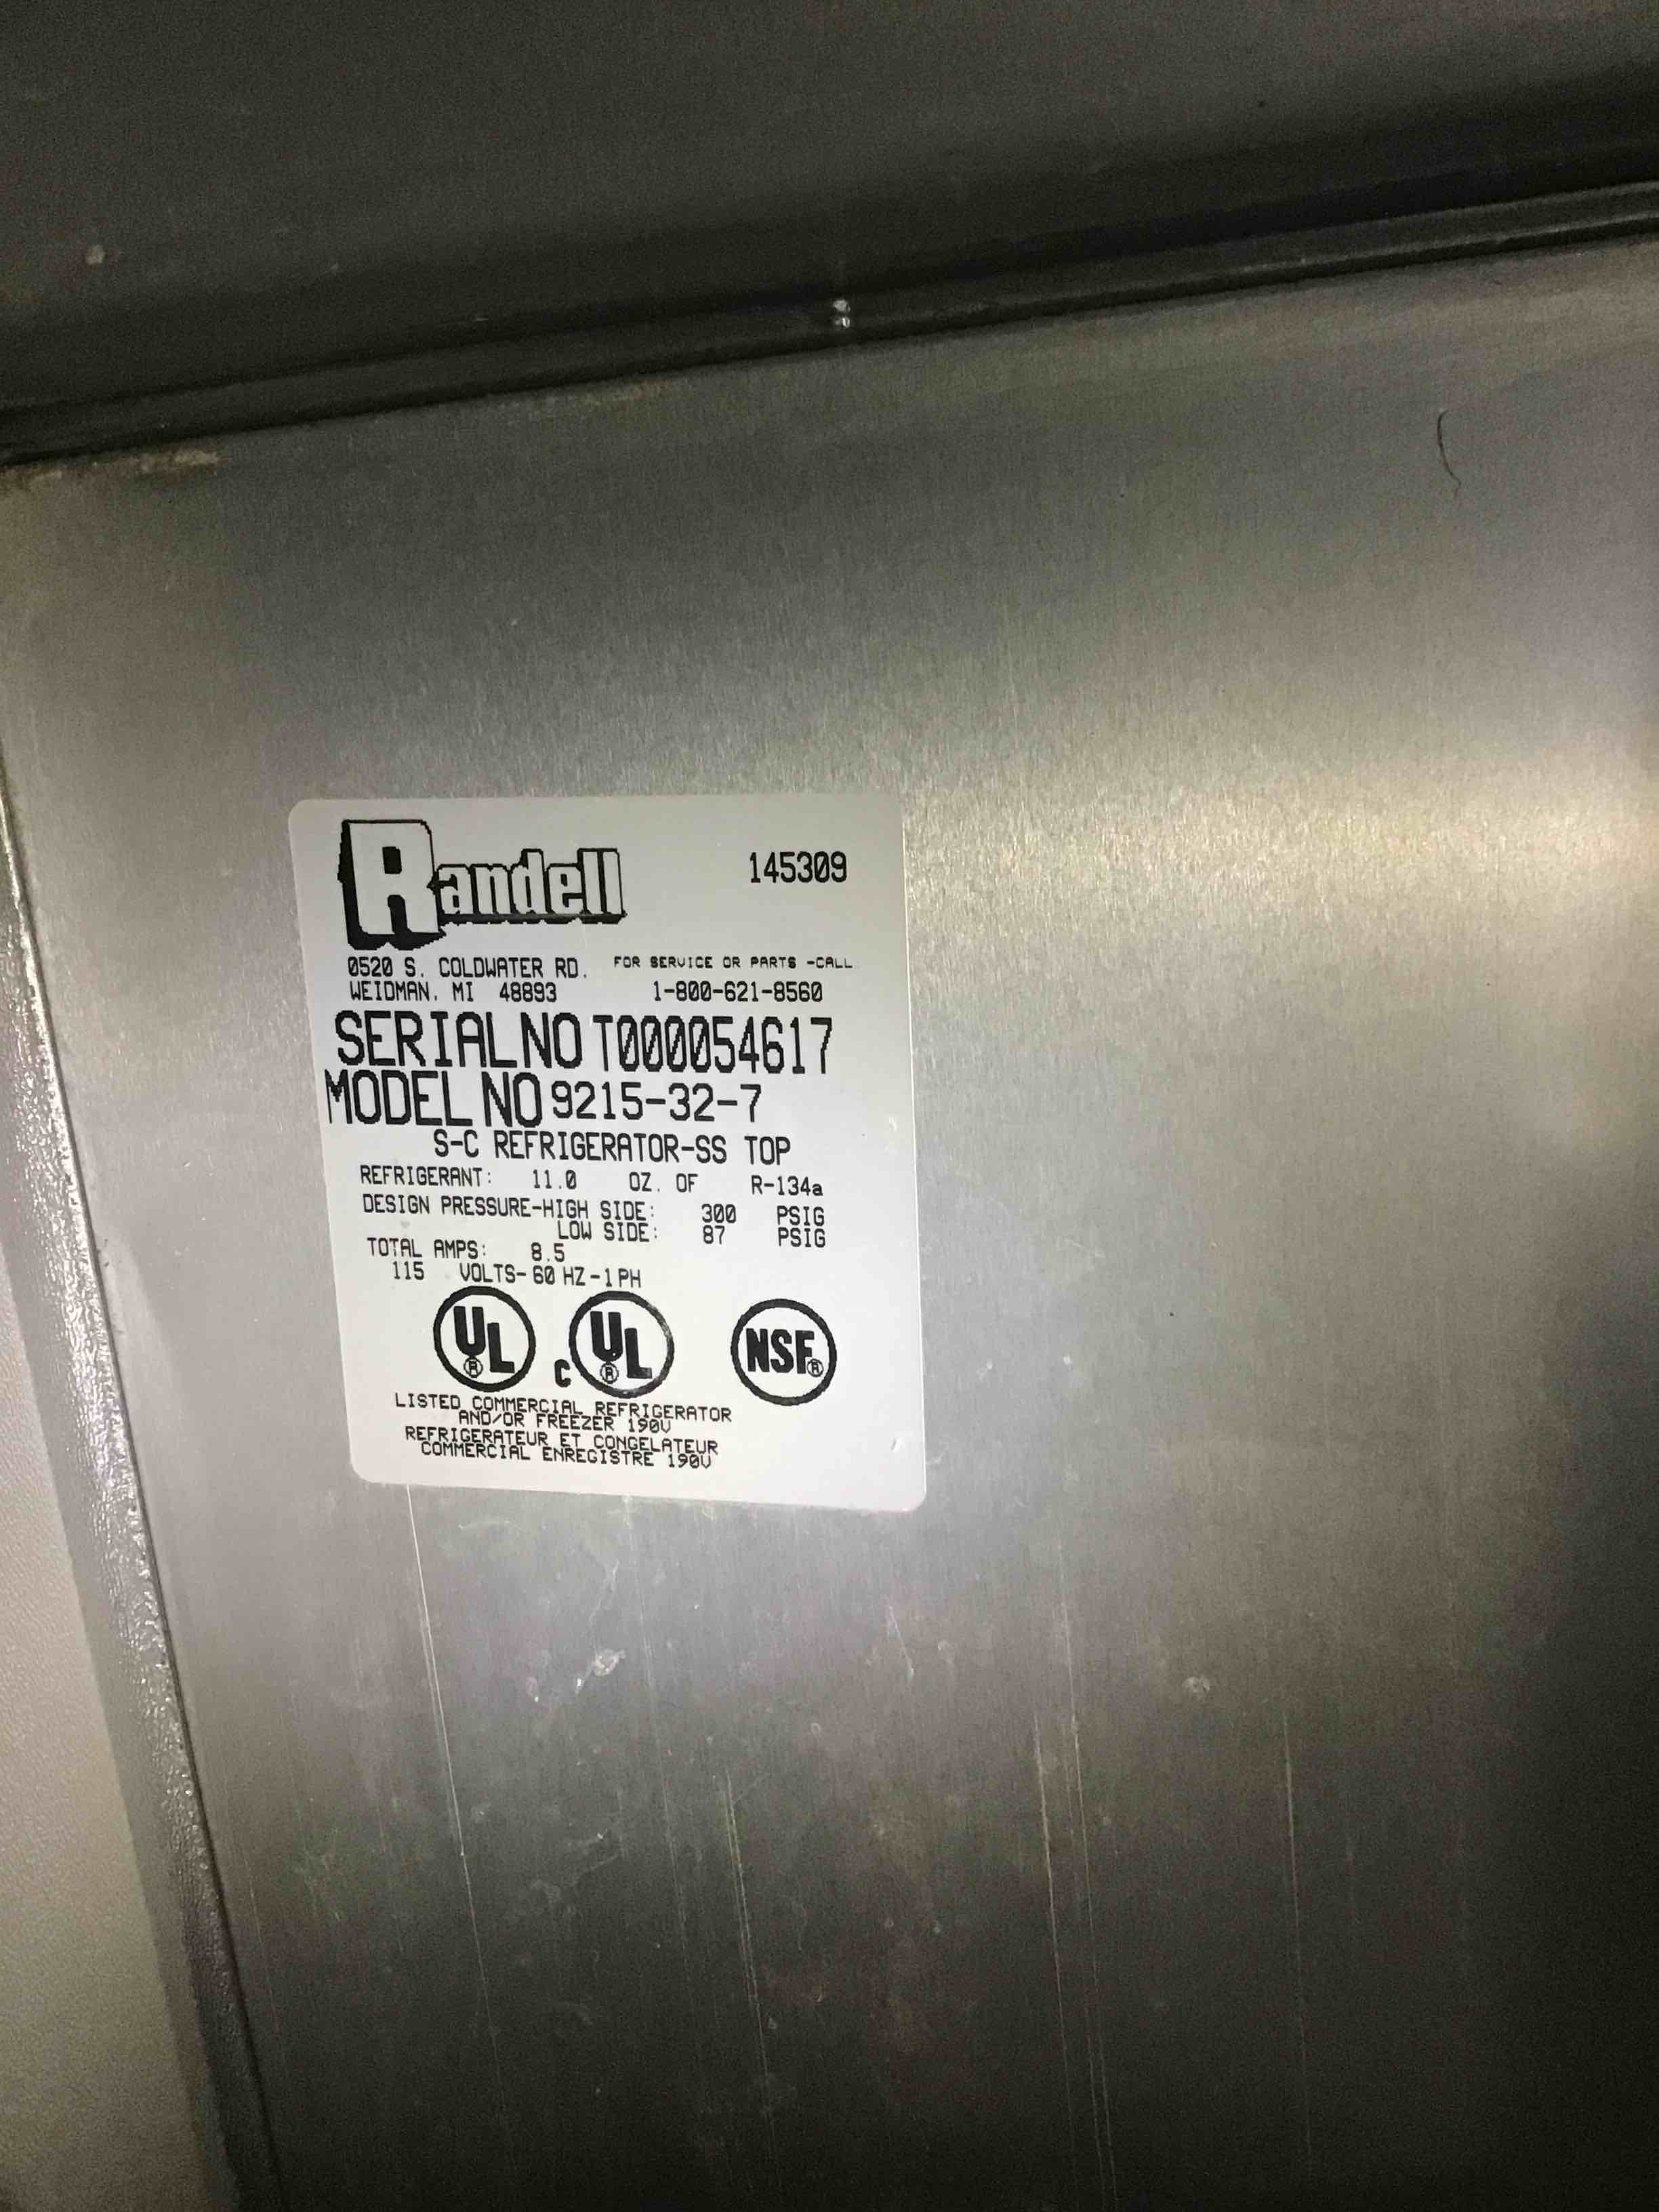 Randell 145309
0520 S. COLDWATER RD. FOR SERVICE OR PARTS -CALL
WEIDMAN, MI 48893 1-800-621-8560
SERIAL NO T000054617
MODEL NO 9215-32-7
S-C REFRIGERATOR-SS TOP
REFRIGERANT: 11.0 OZ. OF R-134a
DESIGN PRESSURE-HIGH SIDE: 300 PSIG
LOW SIDE: 87 PSIG
TOTAL AMPS: 8.5
115 VOLTS- 60 HZ -1 PH
UL ® c UL ® NSF ®
LISTED COMMERCIAL REFRIGERATOR
AND/OR FREEZER 190U
REFRIGERATEUR ET CONGELATEUR
COMMERCIAL ENREGISTRE 190U